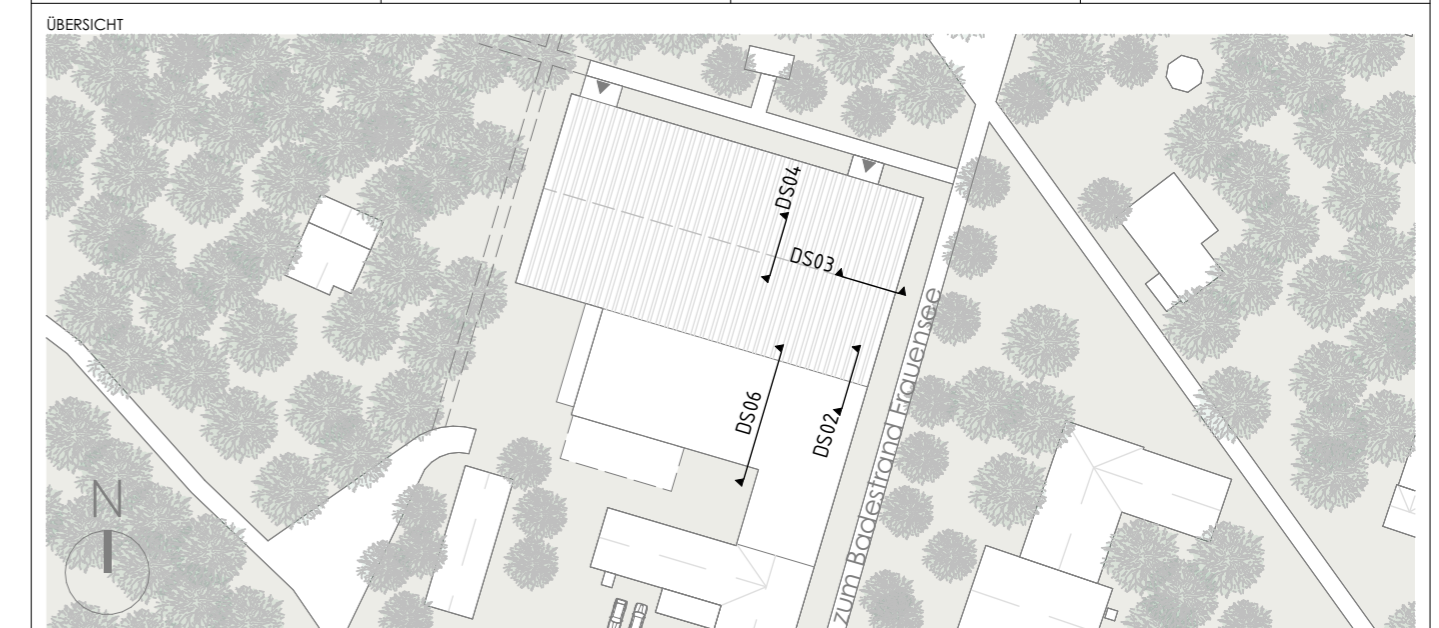 ÜBERSICHT
DS04
DS03
DS06
DS02
zum Badestrand Frauensee
N